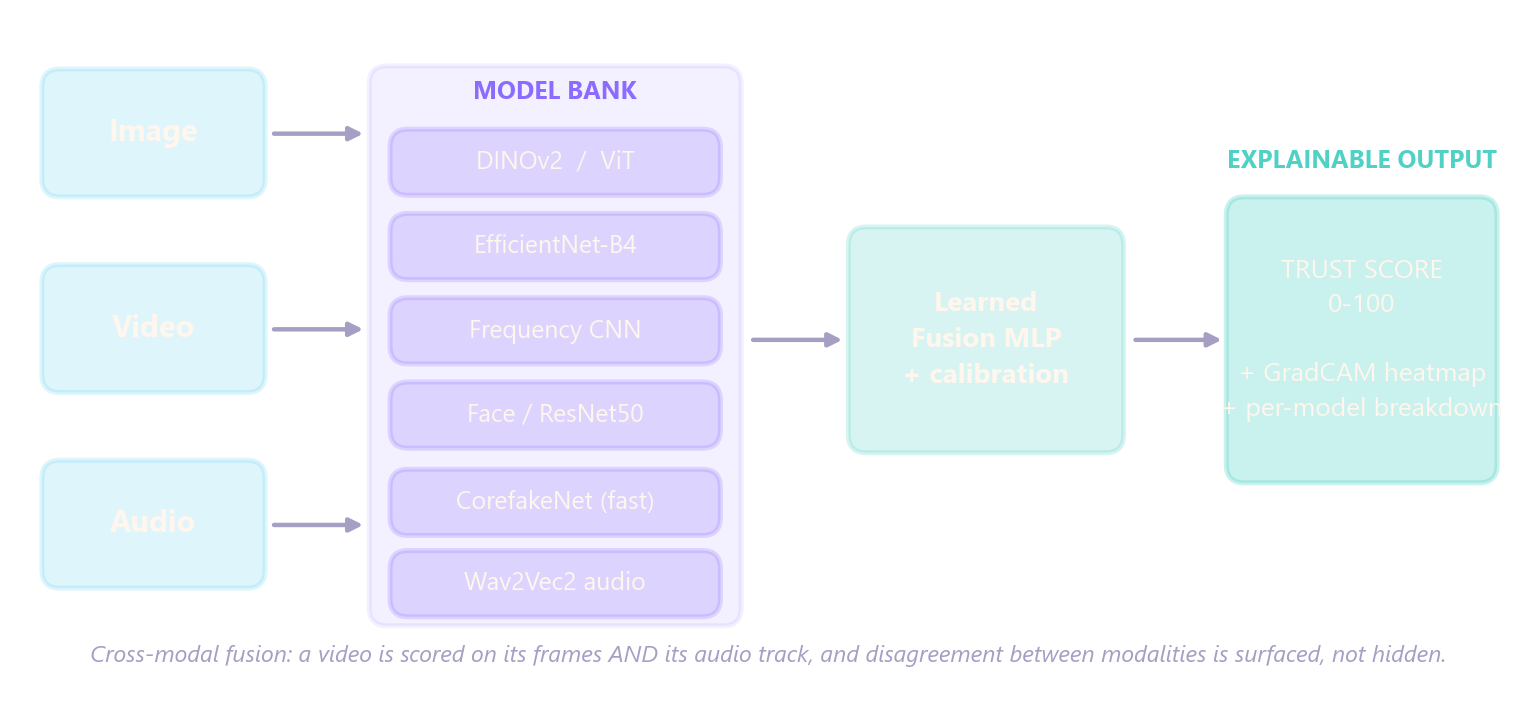 Image
Video
Audio
MODEL BANK
DINOv2 / ViT
EfficientNet-B4
Frequency CNN
Face / ResNet50
CorefakeNet (fast)
Wav2Vec2 audio
Learned
Fusion MLP
+ calibration
EXPLAINABLE OUTPUT
TRUST SCORE
0-100
+ GradCAM heatmap
+ per-model breakdown
Cross-modal fusion: a video is scored on its frames AND its audio track, and disagreement between modalities is surfaced, not hidden.